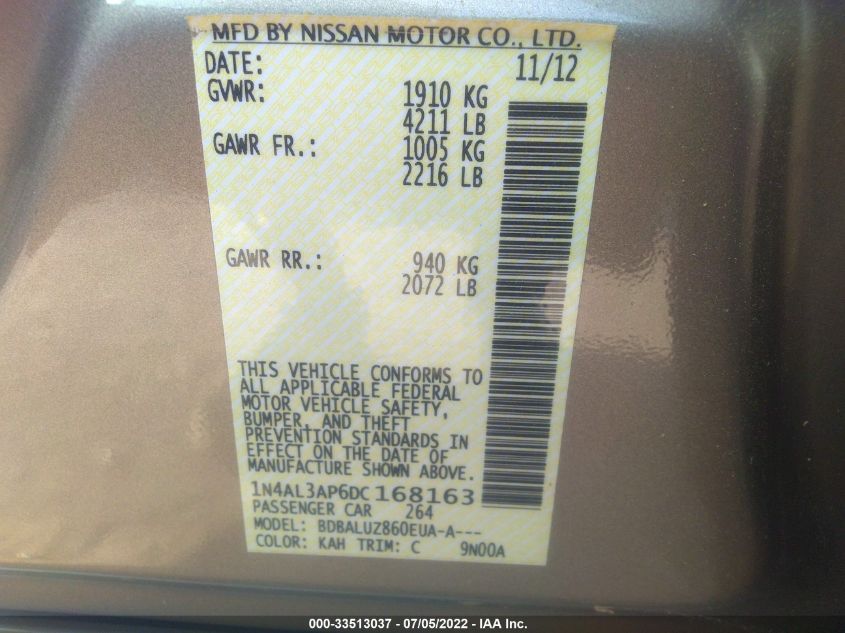 MFD BY NISSAN MOTOR CO., LTD.
DATE: 11/12
GVWR: 1910 KG
4211 LB
GAWR FR.: 1005 KG
2216 LB
GAWR RR.: 940 KG
2072 LB
THIS VEHICLE CONFORMS TO
ALL APPLICABLE FEDERAL
MOTOR VEHICLE SAFETY,
BUMPER, AND THEFT
PREVENTION STANDARDS IN
EFFECT ON THE DATE OF
MANUFACTURE SHOWN ABOVE.
1N4AL3AP6DC168163
PASSENGER CAR 264
MODEL: BDBALUZ860EUA-A---
COLOR: KAH TRIM: C 9N00A
000-33513037 - 07/05/2022 - IAA Inc.